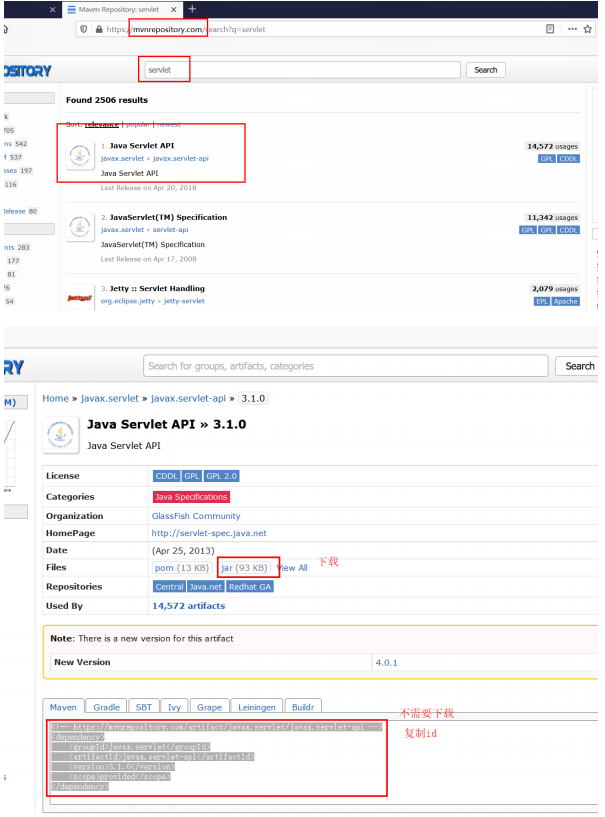 Maven Repository: servlet
https://mvnrepository.com/search?q=servlet
OSITORY
servlet
Search
Found 2506 results
Sort: relevance | popular | newest
1. Java Servlet API
14,572 usages
javax.servlet » javax.servlet-api
GPL CDDL
Java Servlet API
Last Release on Apr 20, 2018
2. JavaServlet(TM) Specification
11,342 usages
javax.servlet » servlet-api
GPL GPL CDDL
JavaServlet(TM) Specification
Last Release on Apr 17, 2008
3. Jetty :: Servlet Handling
2,079 usages
org.eclipse.jetty » jetty-servlet
EPL Apache
k
705
ns 542
M 537
ases 197
116
Release 80
nts 283
177
81
76
54
ORY
Search for groups, artifacts, categories
Search
M)
Home » javax.servlet » javax.servlet-api » 3.1.0
Java Servlet API » 3.1.0
Java Servlet API
License CDDL GPL GPL 2.0
Categories Java Specifications
Organization GlassFish Community
HomePage http://servlet-spec.java.net
Date (Apr 25, 2013)
Files pom (13 KB) jar (93 KB) View All 下载
Repositories Central Java.net Redhat GA
Used By 14,572 artifacts
Note: There is a new version for this artifact
New Version 4.0.1
Maven Gradle SBT Ivy Grape Leiningen Buildr
不需要下载
复制id
<!-- https://mvnrepository.com/artifact/javax.servlet/javax.servlet-api -->
<dependency>
<groupId>javax.servlet</groupId>
<artifactId>javax.servlet-api</artifactId>
<version>3.1.0</version>
<scope>provided</scope>
</dependency>